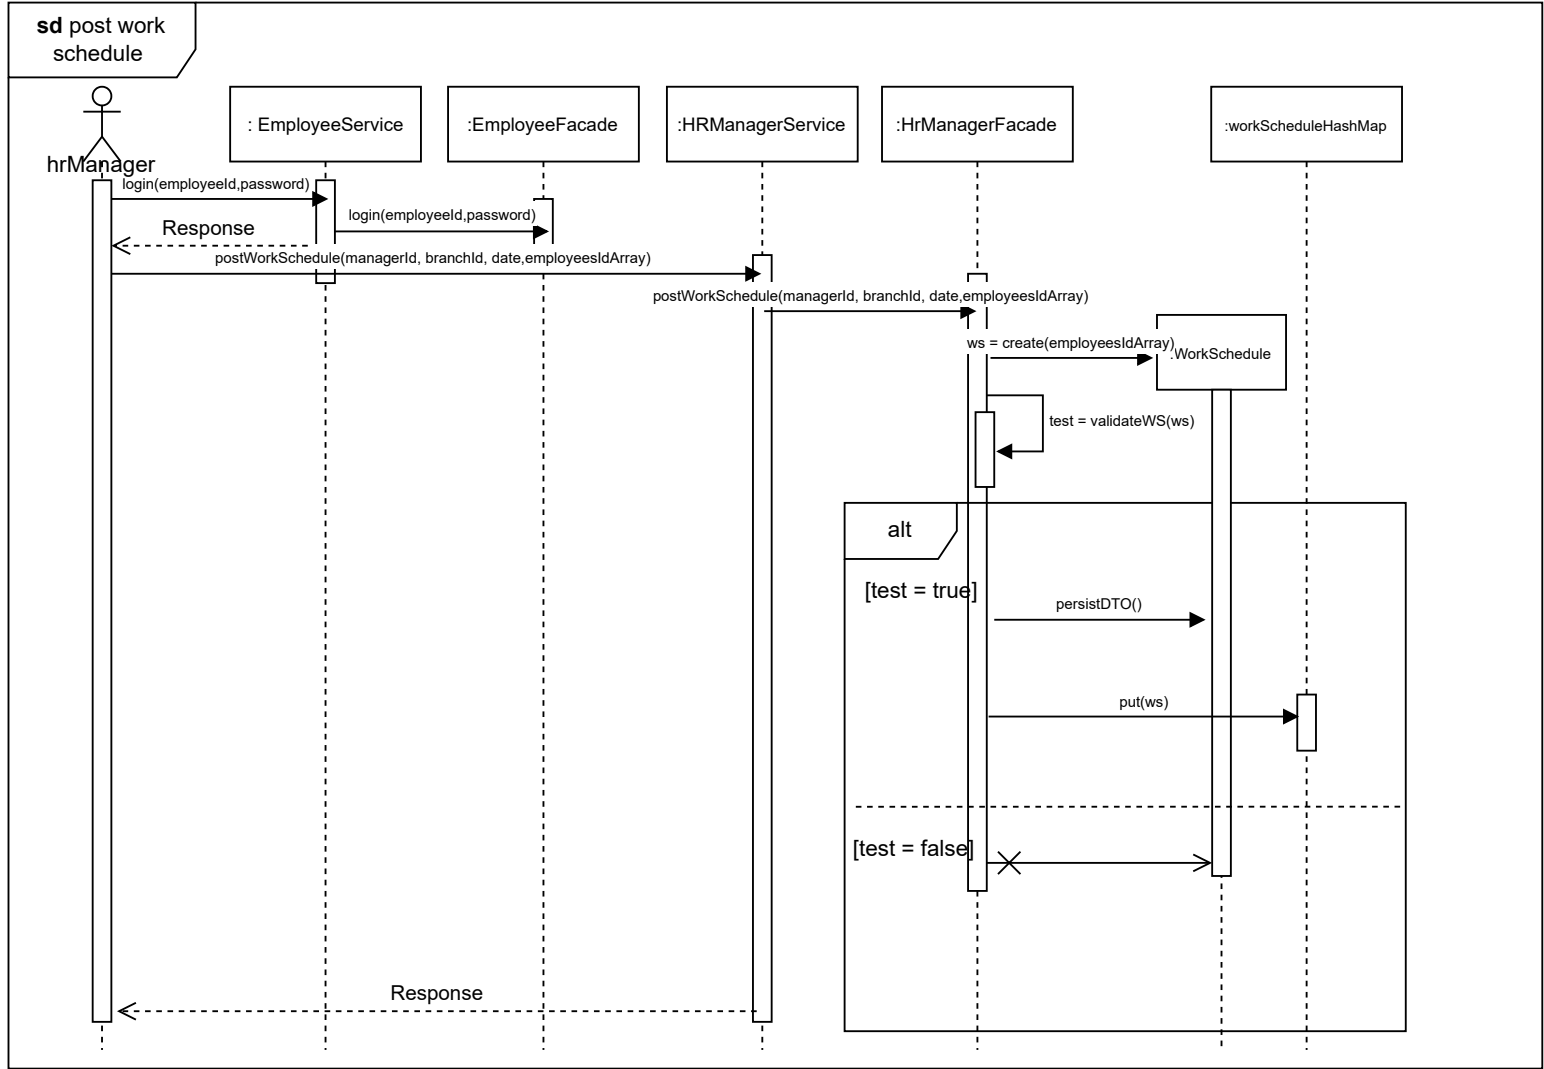 sd post work
schedule
hrManager
: EmployeeService
:EmployeeFacade
:HRManagerService
:HrManagerFacade
:workScheduleHashMap
login(employeeId,password)
login(employeeId,password)
Response
postWorkSchedule(managerId, branchId, date,employeesIdArray)
postWorkSchedule(managerId, branchId, date,employeesIdArray)
ws = create(employeesIdArray)
:WorkSchedule
test = validateWS(ws)
alt
[test = true]
persistDTO()
put(ws)
[test = false]
Response